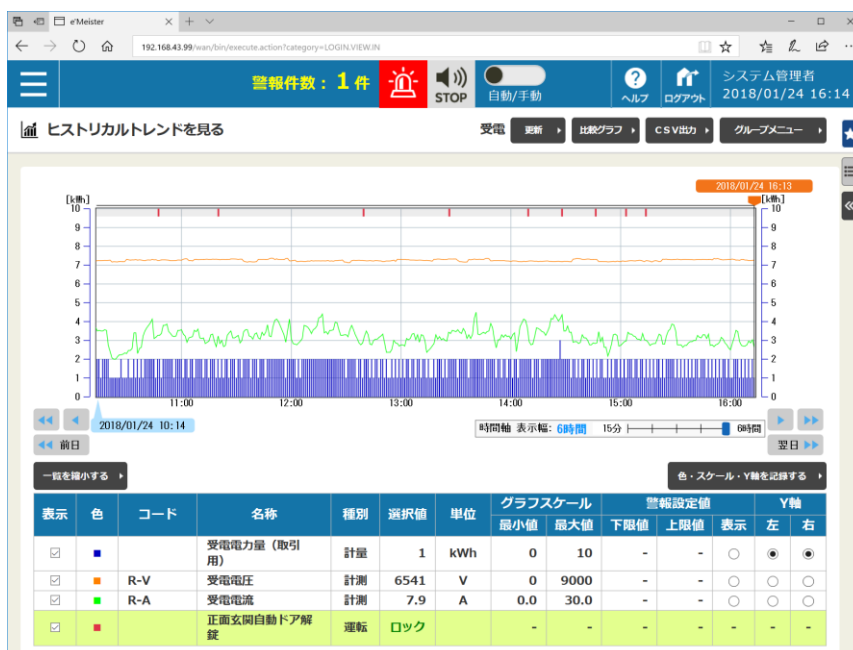 e'Meister
192.168.43.99/wan/bin/execute.action?category=LOGIN.VIEW.IN
警報件数： 1 件
STOP
自動/手動
ヘルプ
ログアウト
システム管理者
2018/01/24 16:14
ヒストリカルトレンドを見る
受電 更新 比較グラフ CSV出力 グループメニュー
2018/01/24 16:13
[kWh] [kWh]
10 10
9 9
8 8
7 7
6 6
5 5
4 4
3 3
2 2
1 1
0 0
11:00 12:00 13:00 14:00 15:00 16:00
2018/01/24 10:14
時間軸 表示幅: 6時間 15分 6時間
前日 翌日
一覧を縮小する 色・スケール・Y軸を記録する
表示 色 コード 名称 種別 選択値 単位 グラフスケール 警報設定値 Y軸
最小値 最大値 下限値 上限値 表示 左 右
受電電力量（取引用） 計量 1 kWh 0 10 - -
R-V 受電電圧 計測 6541 V 0 9000 - -
R-A 受電電流 計測 7.9 A 0.0 30.0 - -
正面玄関自動ドア解錠 運転 ロック - - - - - - -